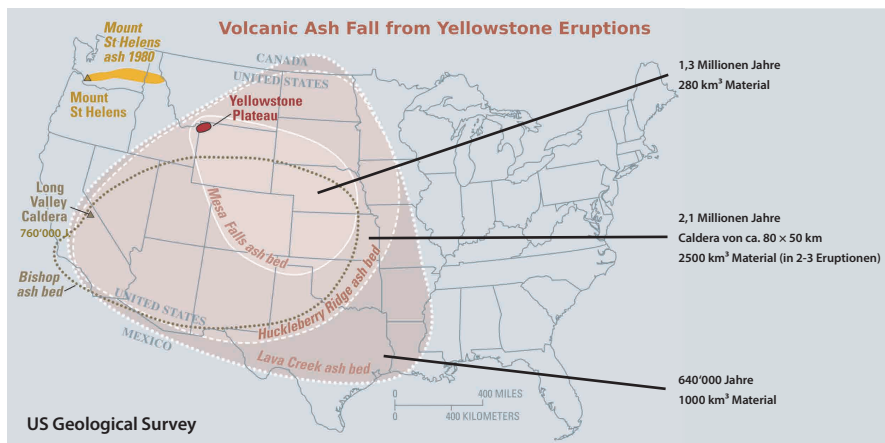 Volcanic Ash Fall from Yellowstone Eruptions
Mount
St Helens
ash 1980
CANADA
UNITED STATES
Mount
St Helens
Yellowstone
Plateau
1,3 Millionen Jahre
280 km³ Material
Long
Valley
Caldera
760'000 J.
Mesa Falls ash bed
2,1 Millionen Jahre
Caldera von ca. 80 × 50 km
2500 km³ Material (in 2-3 Eruptionen)
Bishop
ash bed
UNITED STATES
MEXICO
Huckleberry Ridge ash bed
Lava Creek ash bed
0
400 MILES
0
400 KILOMETERS
640'000 Jahre
1000 km³ Material
US Geological Survey